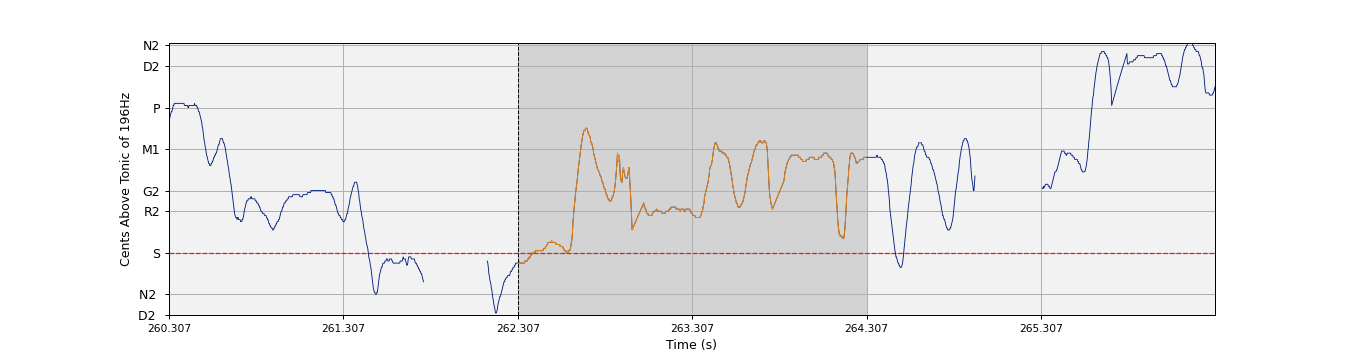 Cents Above Tonic of 196Hz
N2
D2
P
M1
G2
R2
S
N2
D2
260.307 261.307 262.307 263.307 264.307 265.307
Time (s)